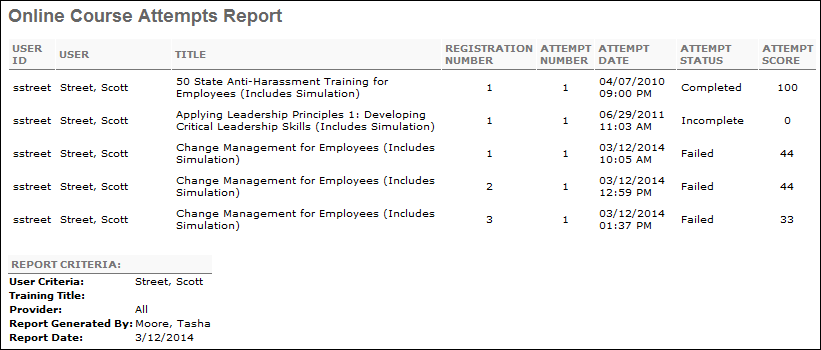 Online Course Attempts Report
USER ID USER TITLE REGISTRATION NUMBER ATTEMPT NUMBER ATTEMPT DATE ATTEMPT STATUS ATTEMPT SCORE
sstreet Street, Scott 50 State Anti-Harassment Training for Employees (Includes Simulation) 1 1 04/07/2010 09:00 PM Completed 100
sstreet Street, Scott Applying Leadership Principles 1: Developing Critical Leadership Skills (Includes Simulation) 1 1 06/29/2011 11:03 AM Incomplete 0
sstreet Street, Scott Change Management for Employees (Includes Simulation) 1 1 03/12/2014 10:05 AM Failed 44
sstreet Street, Scott Change Management for Employees (Includes Simulation) 2 1 03/12/2014 12:59 PM Failed 44
sstreet Street, Scott Change Management for Employees (Includes Simulation) 3 1 03/12/2014 01:37 PM Failed 33
REPORT CRITERIA:
User Criteria: Street, Scott
Training Title:
Provider: All
Report Generated By: Moore, Tasha
Report Date: 3/12/2014